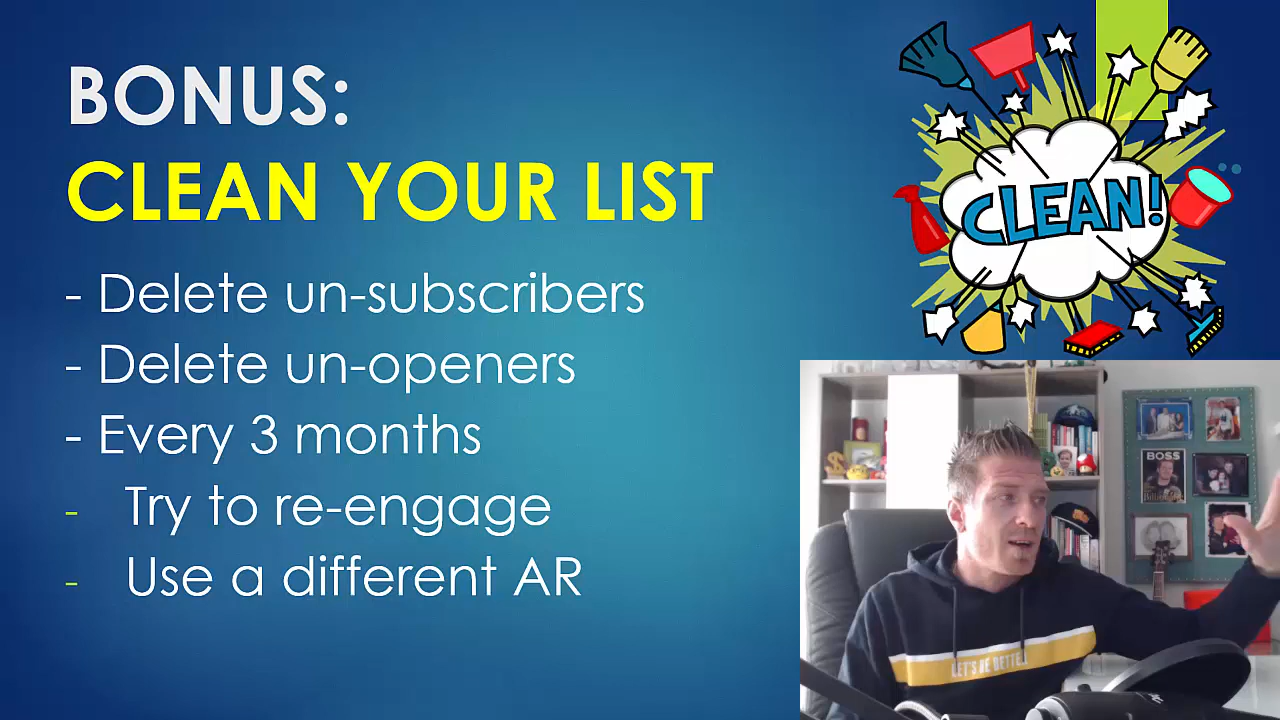 BONUS:
CLEAN YOUR LIST
- Delete un-subscribers
- Delete un-openers
- Every 3 months
- Try to re-engage
- Use a different AR
CLEAN!
BOSS
LET'S BE BETTER